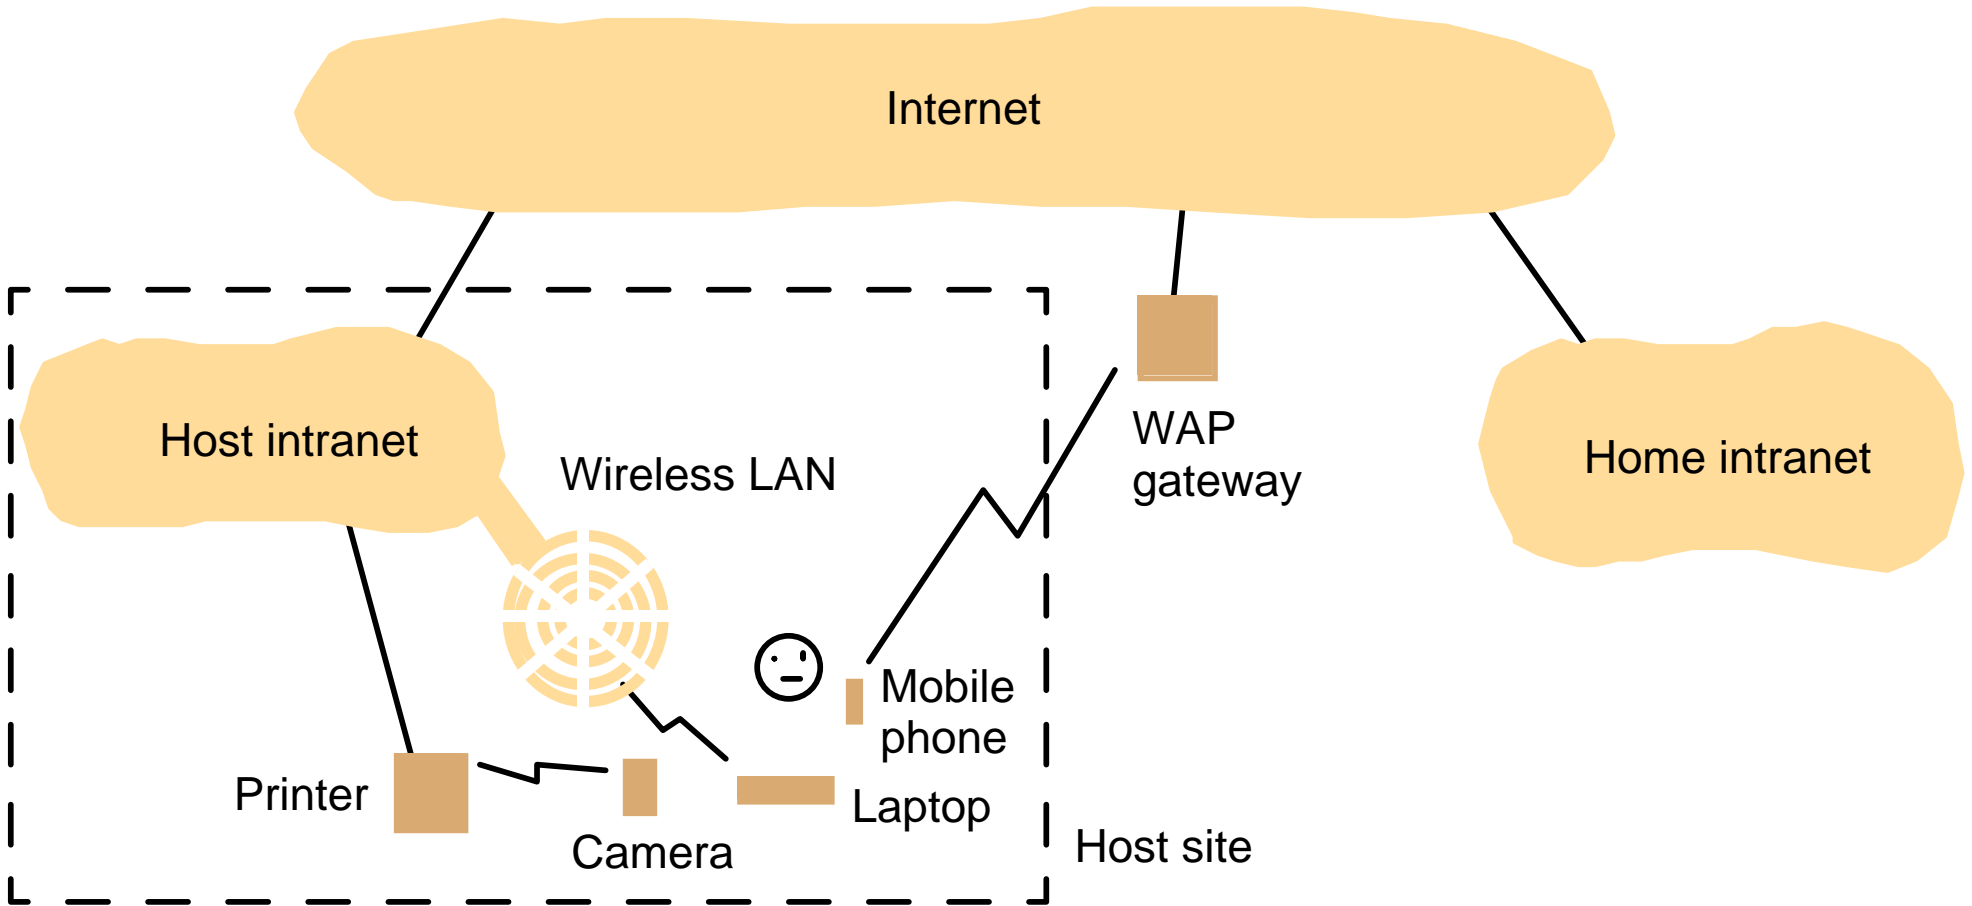 Internet
Host intranet
Wireless LAN
WAP
gateway
Home intranet
Mobile
phone
Printer
Laptop
Camera
Host site